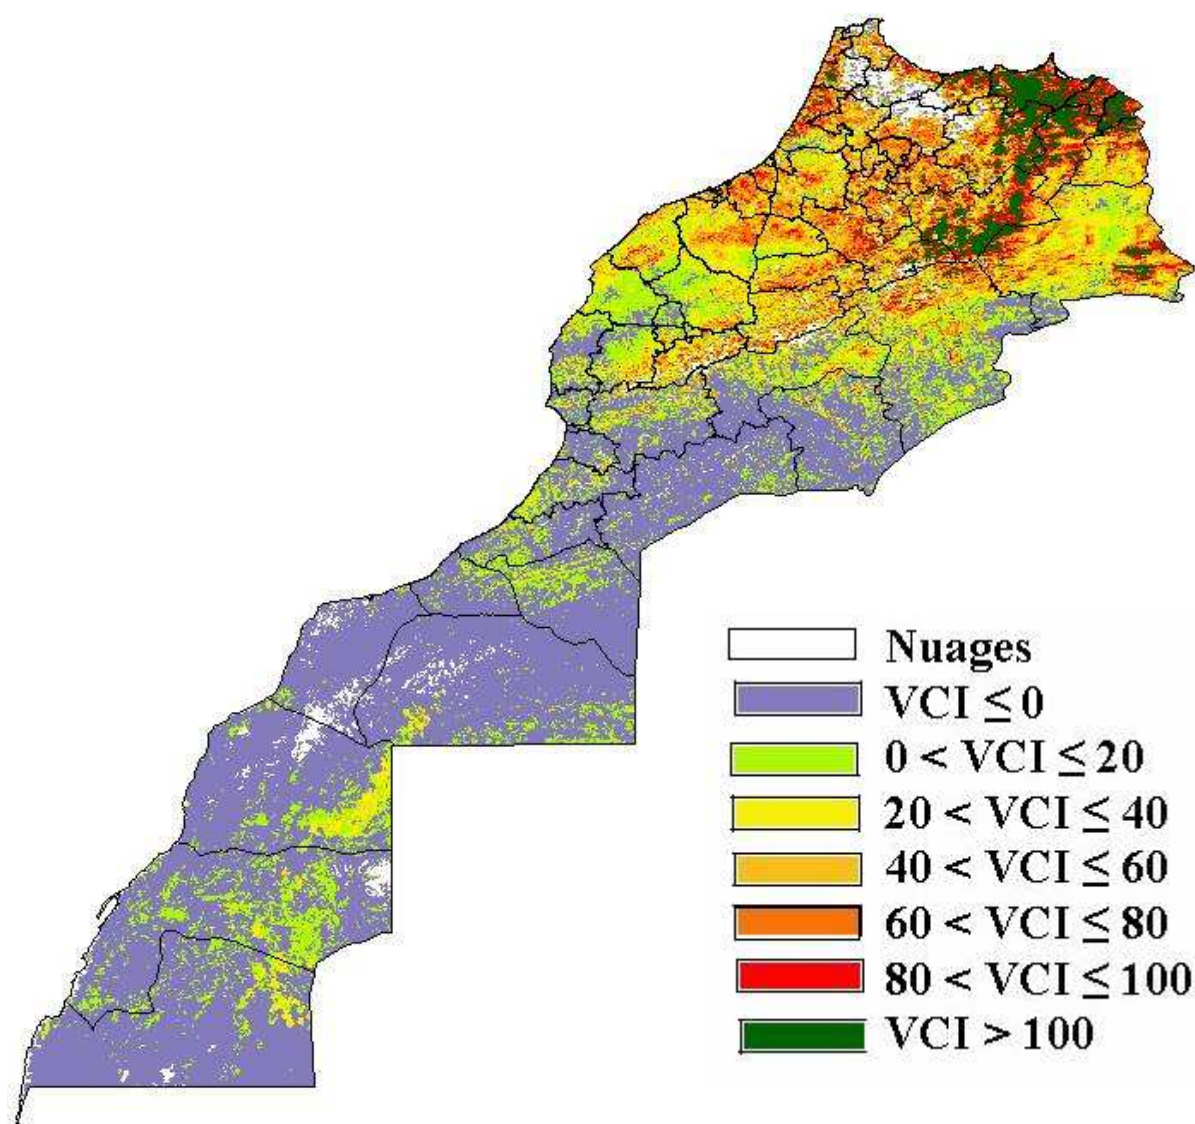 Nuages
VCI ≤ 0
0 < VCI ≤ 20
20 < VCI ≤ 40
40 < VCI ≤ 60
60 < VCI ≤ 80
80 < VCI ≤ 100
VCI > 100